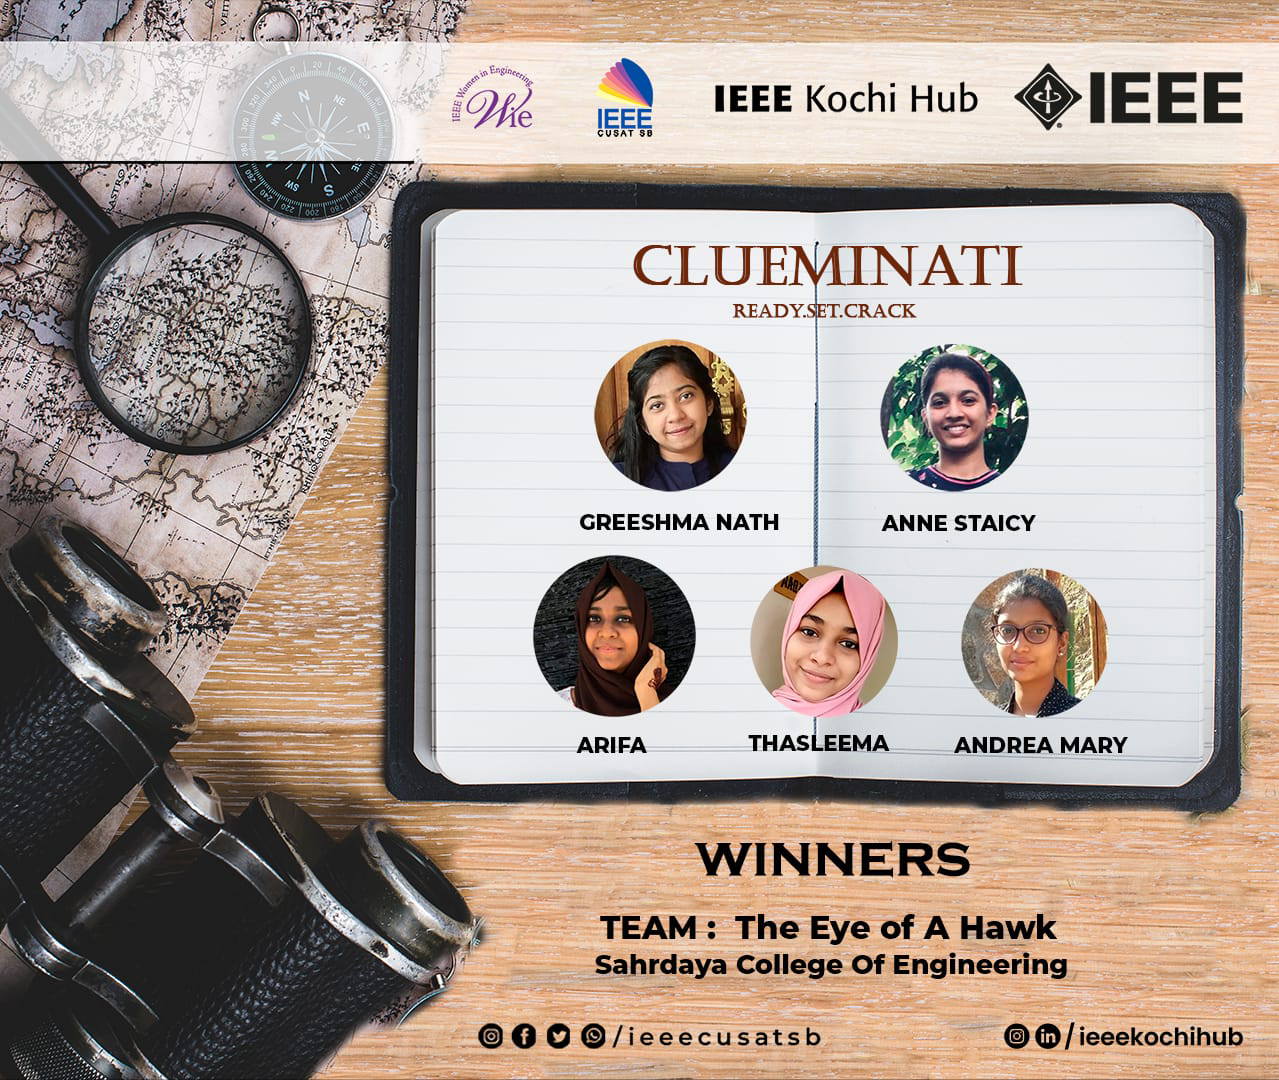 IEEE Women in Engineering
WIE
IEEE
CUSAT SB
IEEE Kochi Hub
IEEE
CLUEMINATI
READY.SET.CRACK
GREESHMA NATH
ANNE STAICY
ARIFA
THASLEEMA
ANDREA MARY
WINNERS
TEAM : The Eye of A Hawk
Sahrdaya College Of Engineering
/ieeecusatsb
/ieeekochihub